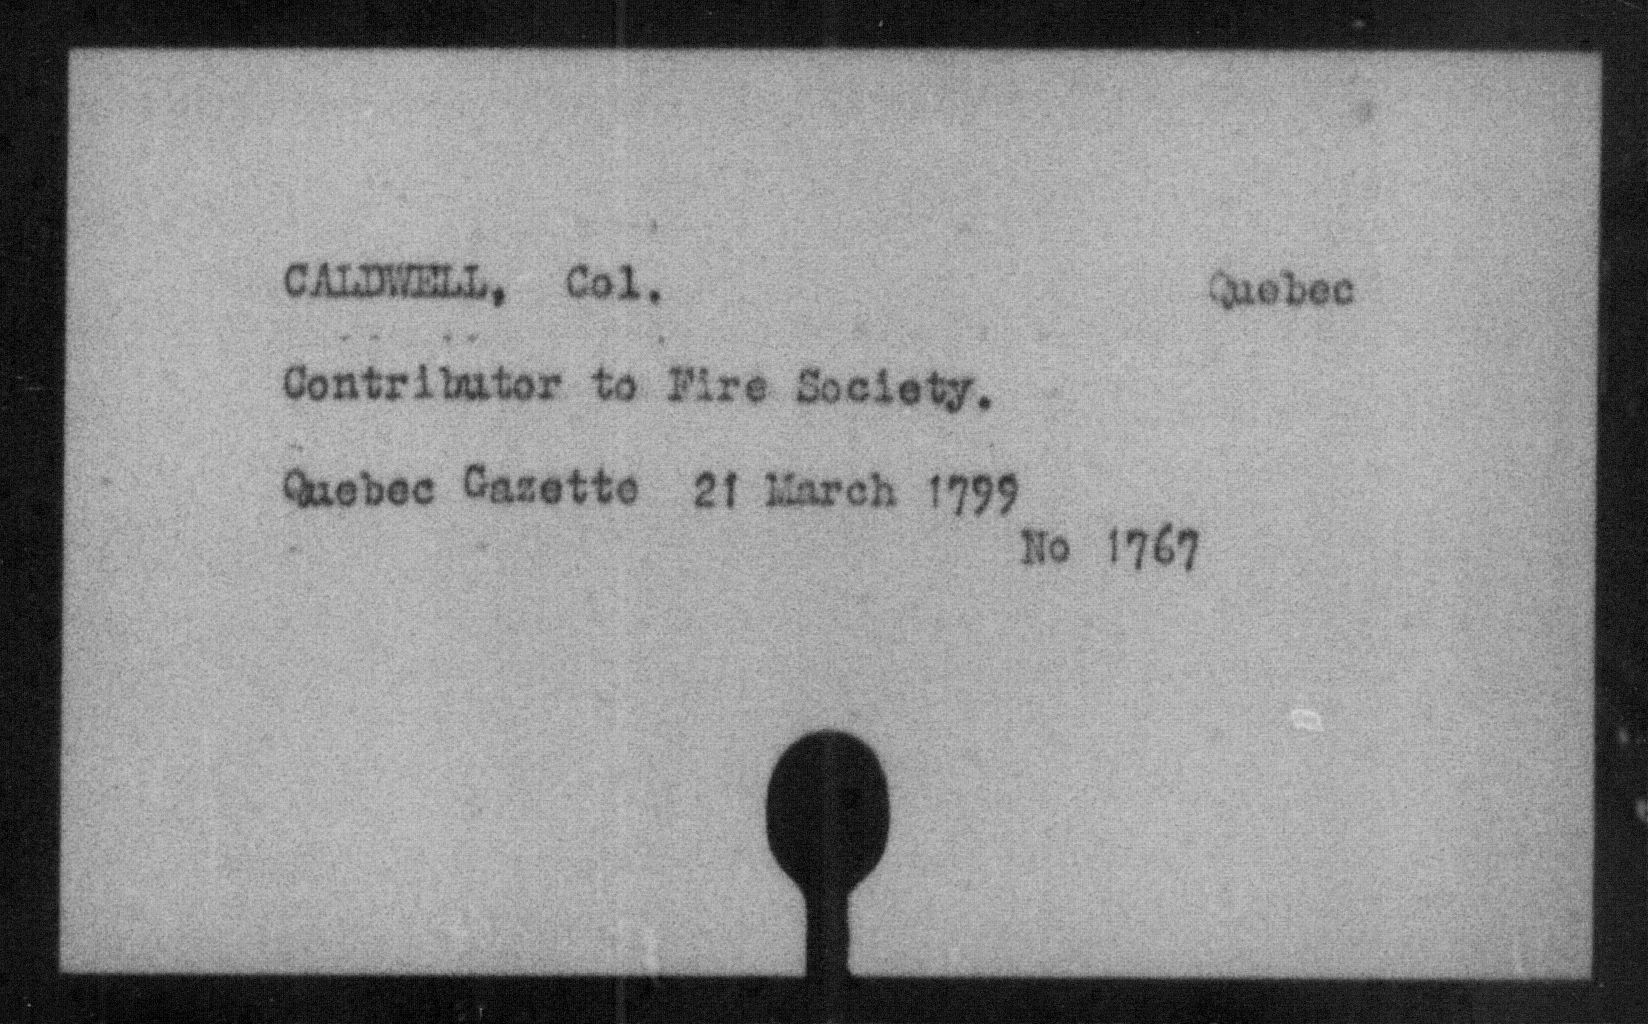 CALDWELL, Col. Quebec
Contributor to Fire Society.
Quebec Gazette 21 March 1799
No 1767